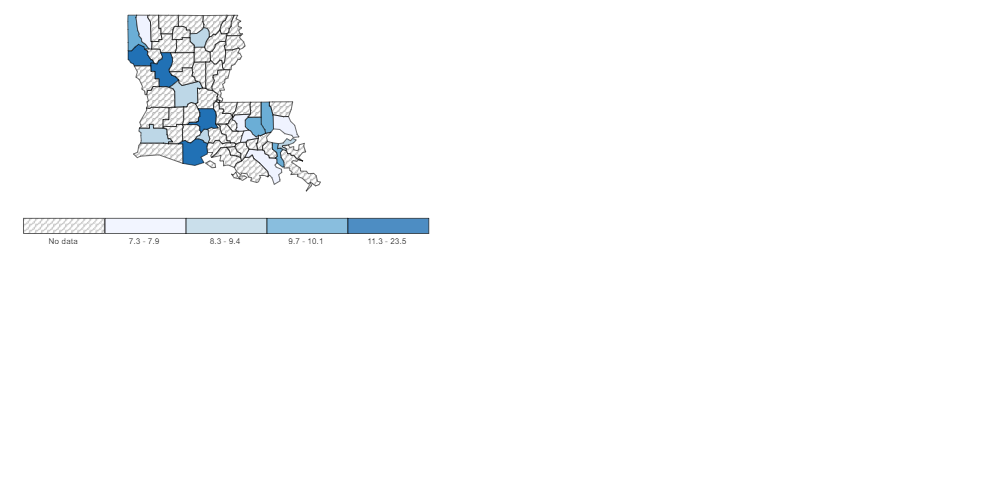 No data
7.3 - 7.9
8.3 - 9.4
9.7 - 10.1
11.3 - 23.5